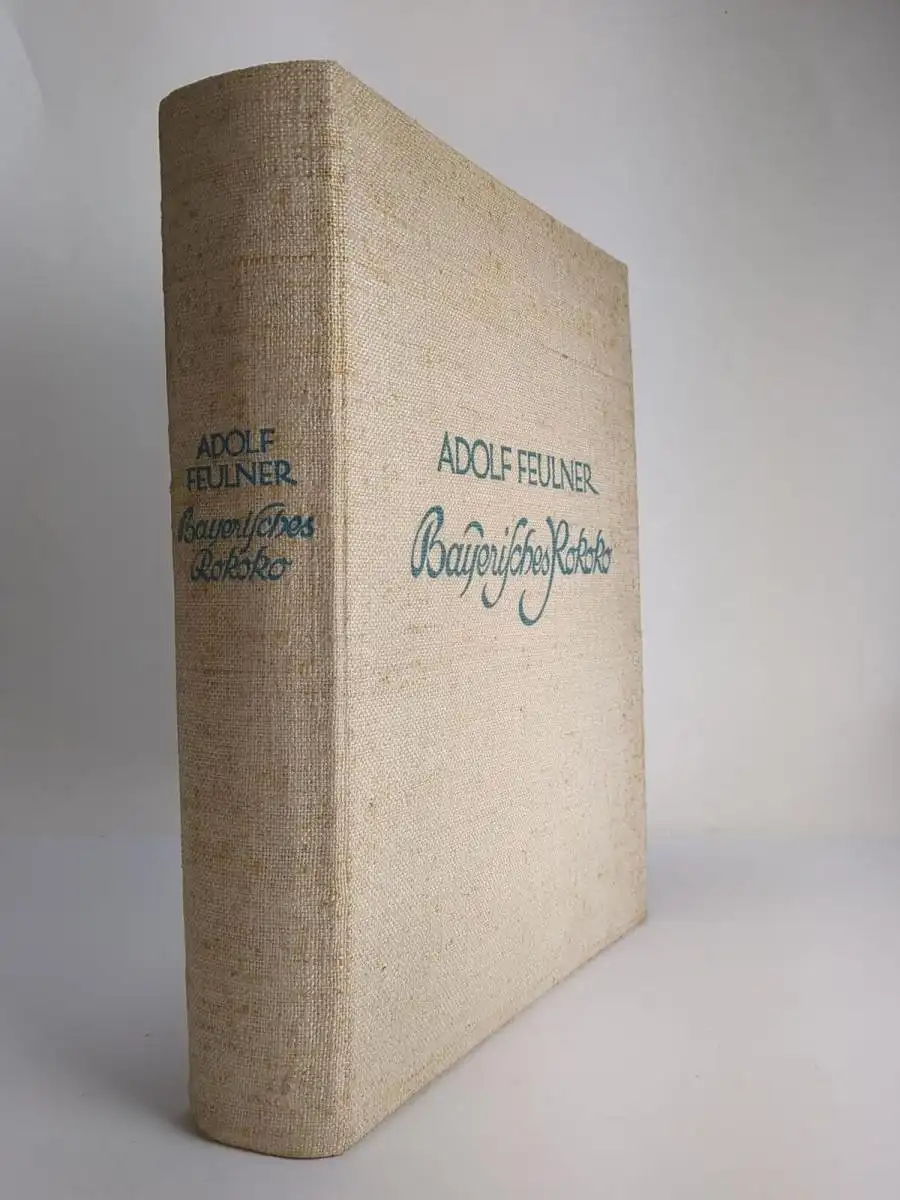 ADOLF
FEULNER
Bayerisches
Rokoko
ADOLF FEULNER
Bayerisches Rokoko